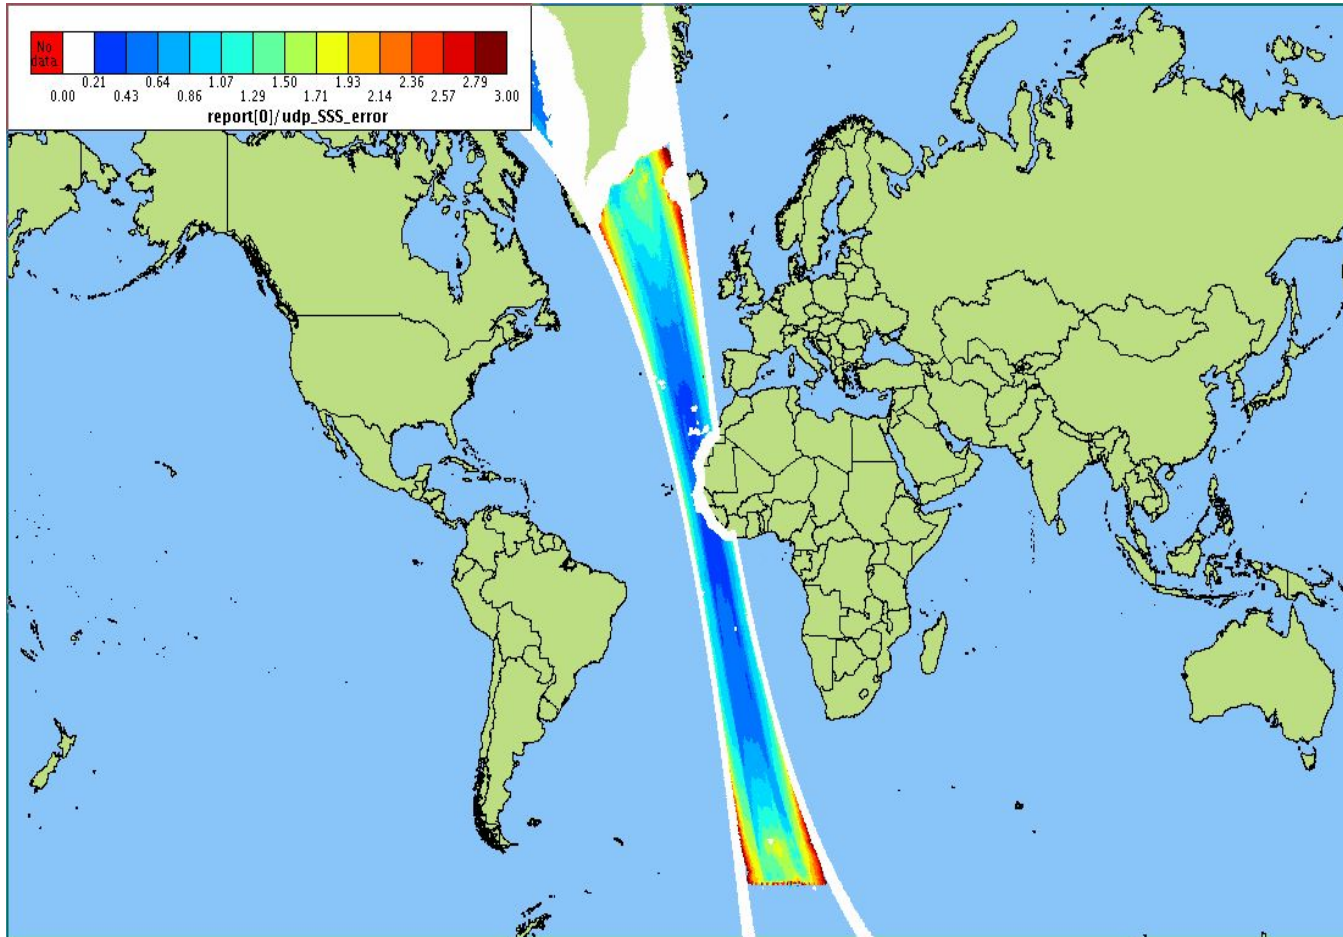 No
data
0.21 0.64 1.07 1.50 1.93 2.36 2.79
0.00 0.43 0.86 1.29 1.71 2.14 2.57 3.00
report[0]/udp_SSS_error